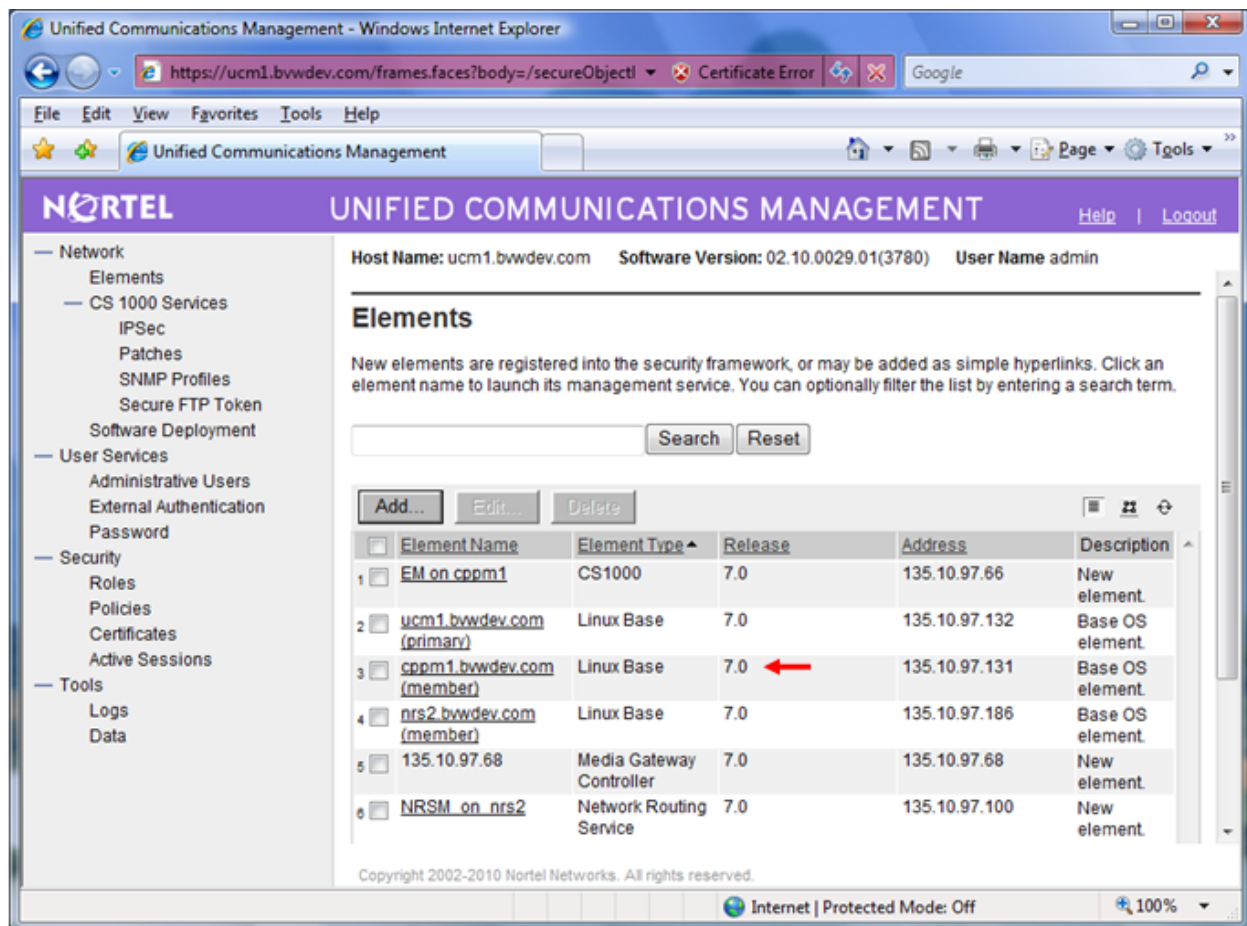 Unified Communications Management - Windows Internet Explorer
https://ucm1.bvwdev.com/frames.faces?body=/secureObjectI Certificate Error Google
File Edit View Favorites Tools Help
Unified Communications Management Page Tools »
NORTEL UNIFIED COMMUNICATIONS MANAGEMENT Help | Logout
Host Name: ucm1.bvwdev.com Software Version: 02.10.0029.01(3780) User Name admin
— Network
Elements
— CS 1000 Services
IPSec
Patches
SNMP Profiles
Secure FTP Token
Software Deployment
— User Services
Administrative Users
External Authentication
Password
— Security
Roles
Policies
Certificates
Active Sessions
— Tools
Logs
Data
Elements
New elements are registered into the security framework, or may be added as simple hyperlinks. Click an
element name to launch its management service. You can optionally filter the list by entering a search term.
Search Reset
Add... Edit... Delete
Element Name Element Type Release Address Description
1 EM on cppm1 CS1000 7.0 135.10.97.66 New
element.
2 ucm1.bvwdev.com Linux Base 7.0 135.10.97.132 Base OS
(primary) element.
3 cppm1.bvwdev.com Linux Base 7.0 135.10.97.131 Base OS
(member) element.
4 nrs2.bvwdev.com Linux Base 7.0 135.10.97.186 Base OS
(member) element.
5 135.10.97.68 Media Gateway 7.0 135.10.97.68 New
Controller element.
6 NRSM_on_nrs2 Network Routing 7.0 135.10.97.100 New
Service element.
Copyright 2002-2010 Nortel Networks. All rights reserved.
Internet | Protected Mode: Off 100%